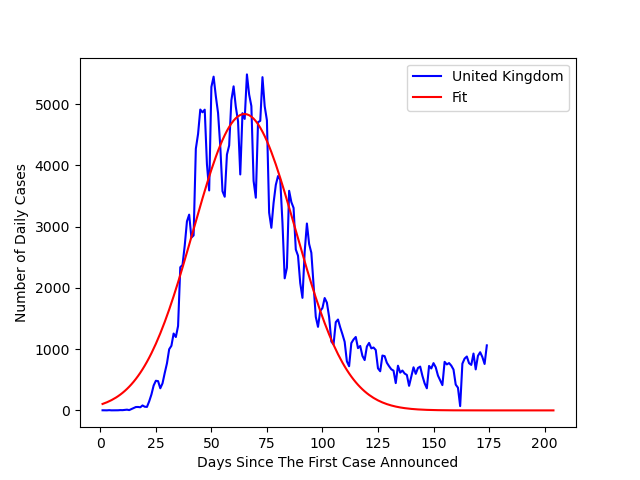 United Kingdom
Fit
Number of Daily Cases
5000
4000
3000
2000
1000
0
0 25 50 75 100 125 150 175 200
Days Since The First Case Announced